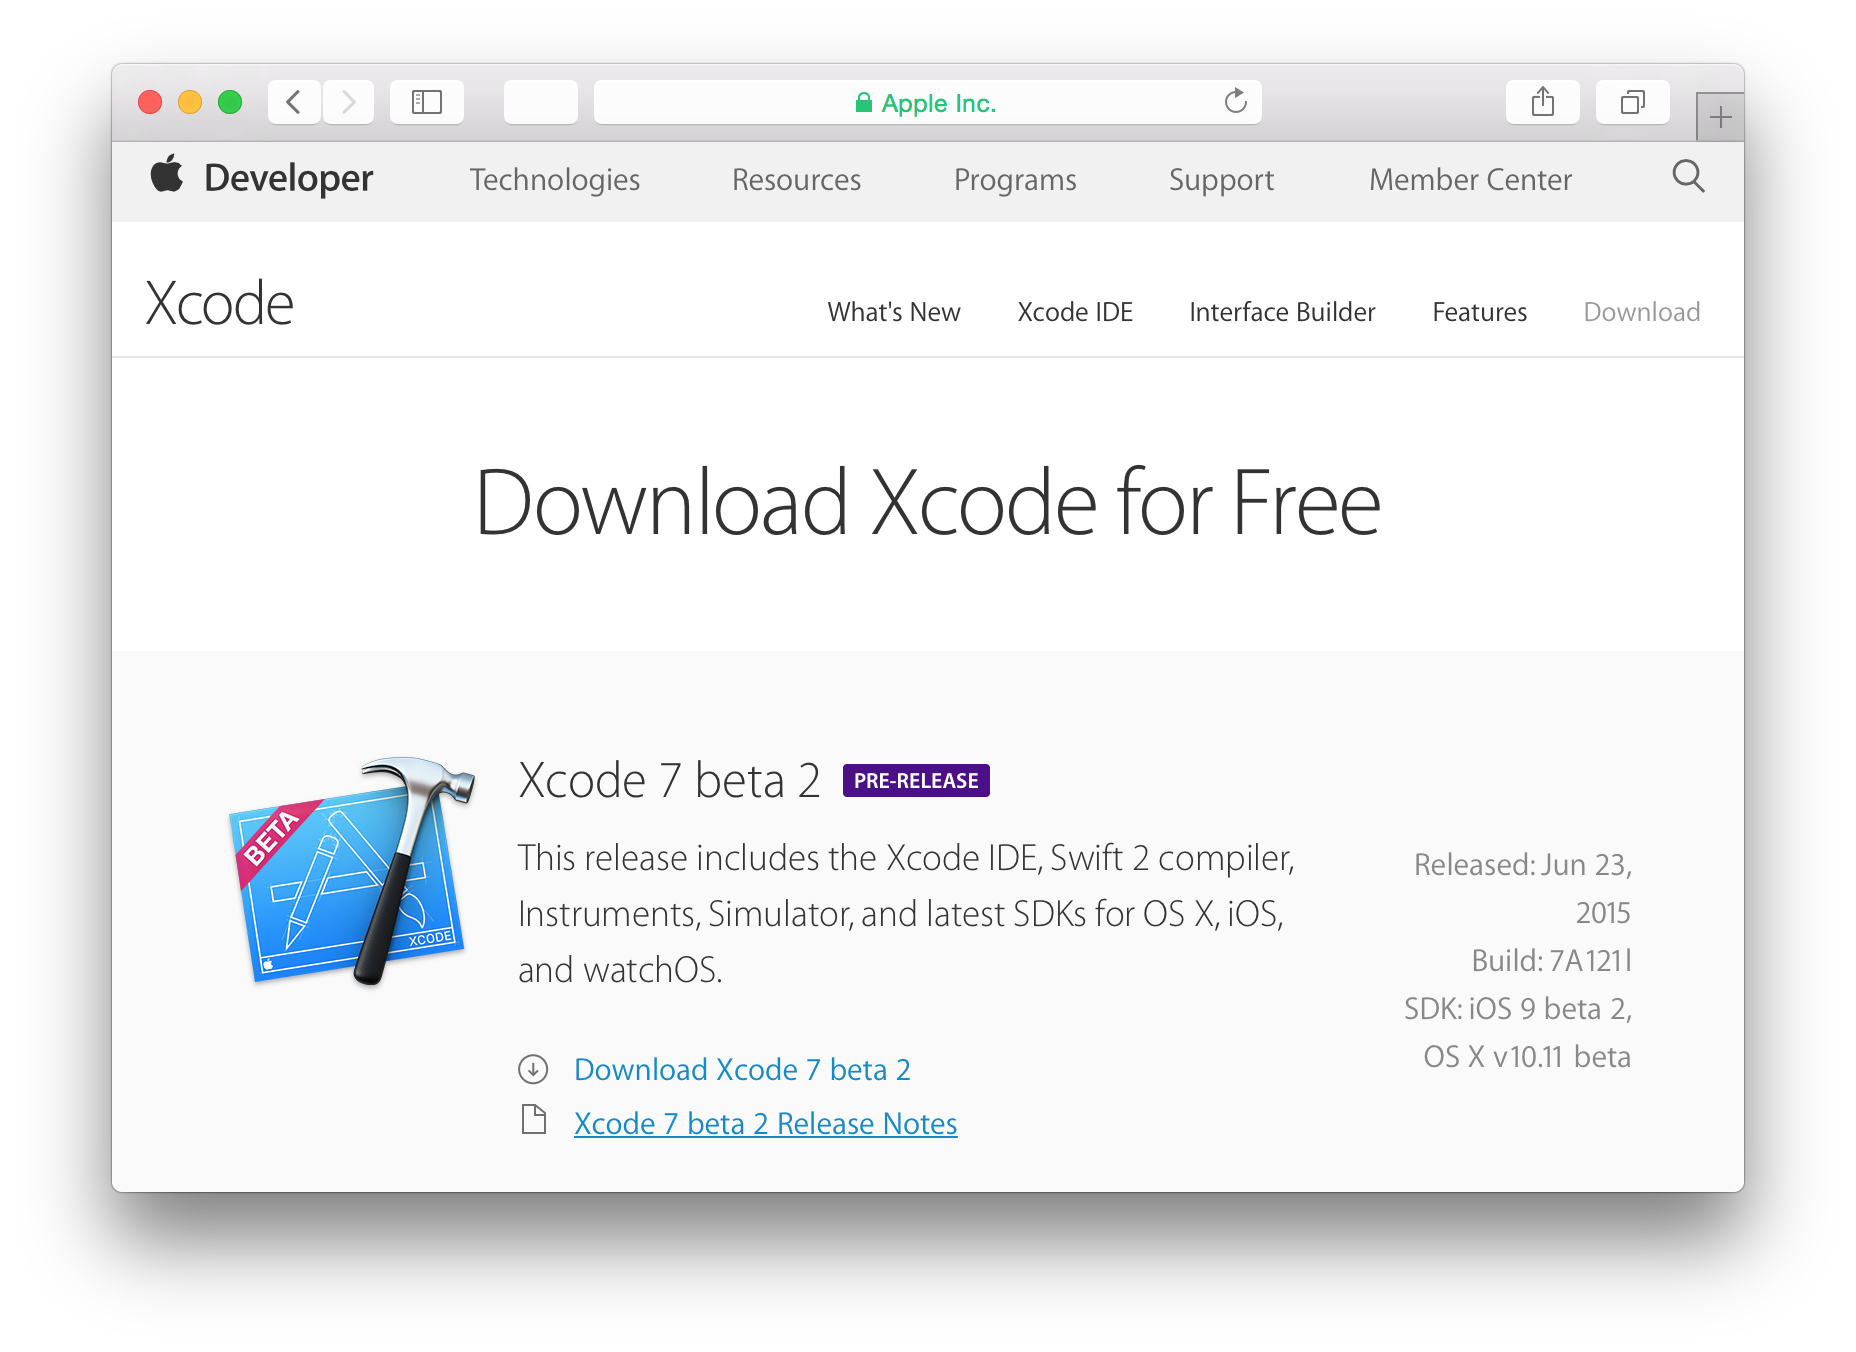 Apple Inc.
Developer Technologies Resources Programs Support Member Center
Xcode
What's New Xcode IDE Interface Builder Features Download
Download Xcode for Free
BETA
XCODE
Xcode 7 beta 2 PRE-RELEASE
This release includes the Xcode IDE, Swift 2 compiler,
Instruments, Simulator, and latest SDKs for OS X, iOS,
and watchOS.
Download Xcode 7 beta 2
Xcode 7 beta 2 Release Notes
Released: Jun 23,
2015
Build: 7A121l
SDK: iOS 9 beta 2,
OS X v10.11 beta